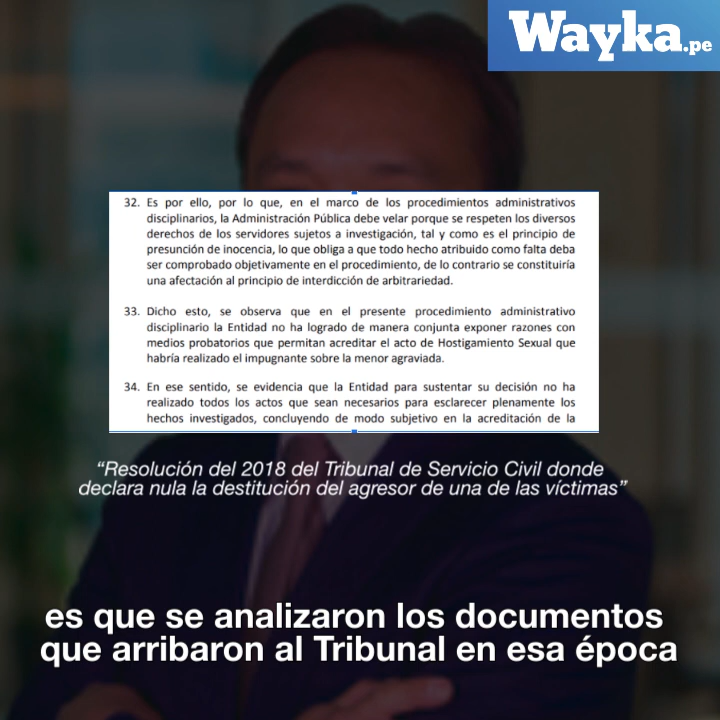 Wayka.pe
32. Es por ello, por lo que, en el marco de los procedimientos administrativos
disciplinarios, la Administración Pública debe velar porque se respeten los diversos
derechos de los servidores sujetos a investigación, tal y como es el principio de
presunción de inocencia, lo que obliga a que todo hecho atribuido como falta deba
ser comprobado objetivamente en el procedimiento, de lo contrario se constituiría
una afectación al principio de interdicción de arbitrariedad.
33. Dicho esto, se observa que en el presente procedimiento administrativo
disciplinario la Entidad no ha logrado de manera conjunta exponer razones con
medios probatorios que permitan acreditar el acto de Hostigamiento Sexual que
habría realizado el impugnante sobre la menor agraviada.
34. En ese sentido, se evidencia que la Entidad para sustentar su decisión no ha
realizado todos los actos que sean necesarios para esclarecer plenamente los
hechos investigados, concluyendo de modo subjetivo en la acreditación de la
“Resolución del 2018 del Tribunal de Servicio Civil donde
declara nula la destitución del agresor de una de las víctimas”
es que se analizaron los documentos
que arribaron al Tribunal en esa época